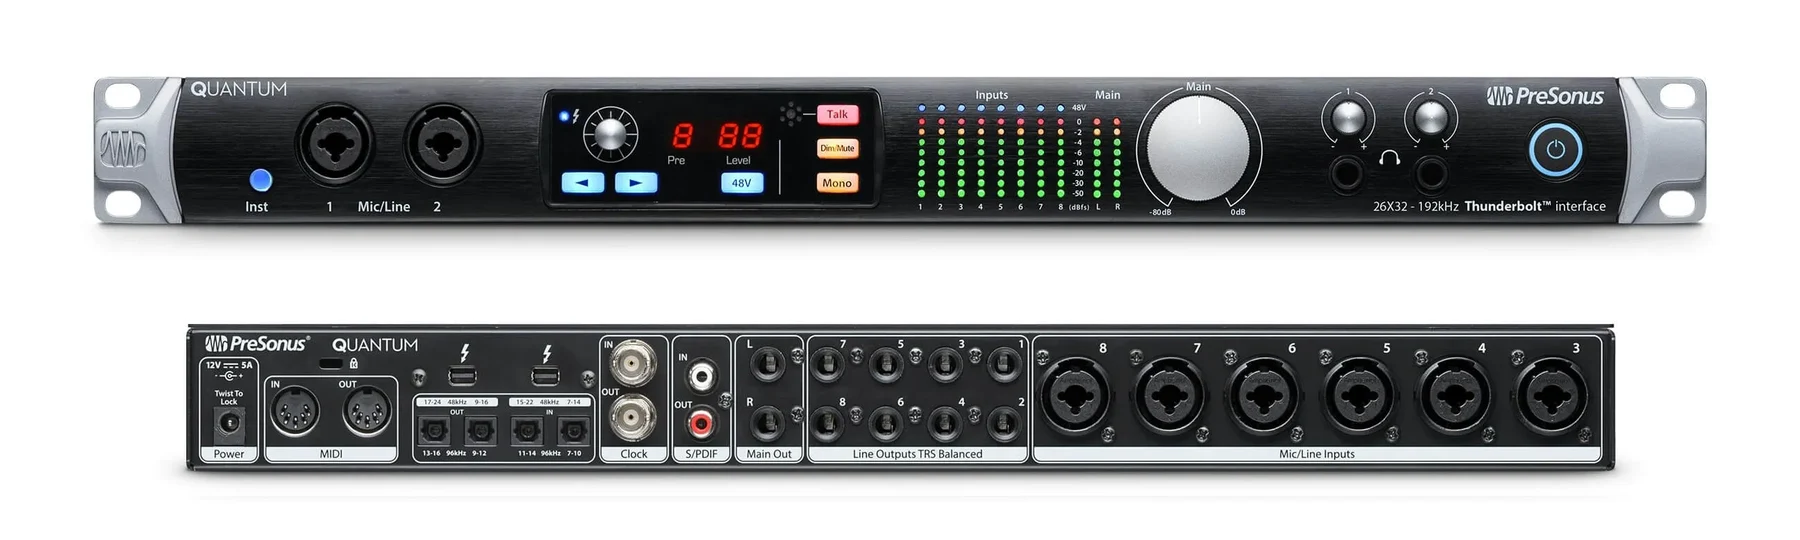 QUANTUM
Inst
1 Mic/Line 2
8 88
Pre Level
48V
Talk
Dim/Mute
Mono
Inputs Main
48V
0
-2
-4
-6
-10
-20
-30
-50
1 2 3 4 5 6 7 8 (dBfs) L R
Main
-80dB 0dB
1 2
- + - +
PreSonus
26X32 - 192kHz Thunderbolt™ interface
PreSonus® QUANTUM
12V 5A
- +
Twist To
Lock
Power
IN OUT
MIDI
17-24 48kHz 9-16 15-22 48kHz 7-14
OUT IN
13-16 96kHz 9-12 11-14 96kHz 7-10
IN
OUT
Clock
IN
OUT
S/PDIF
L
R
Main Out
7 5 3 1
8 6 4 2
Line Outputs TRS Balanced
8 7 6 5 4 3
Mic/Line Inputs